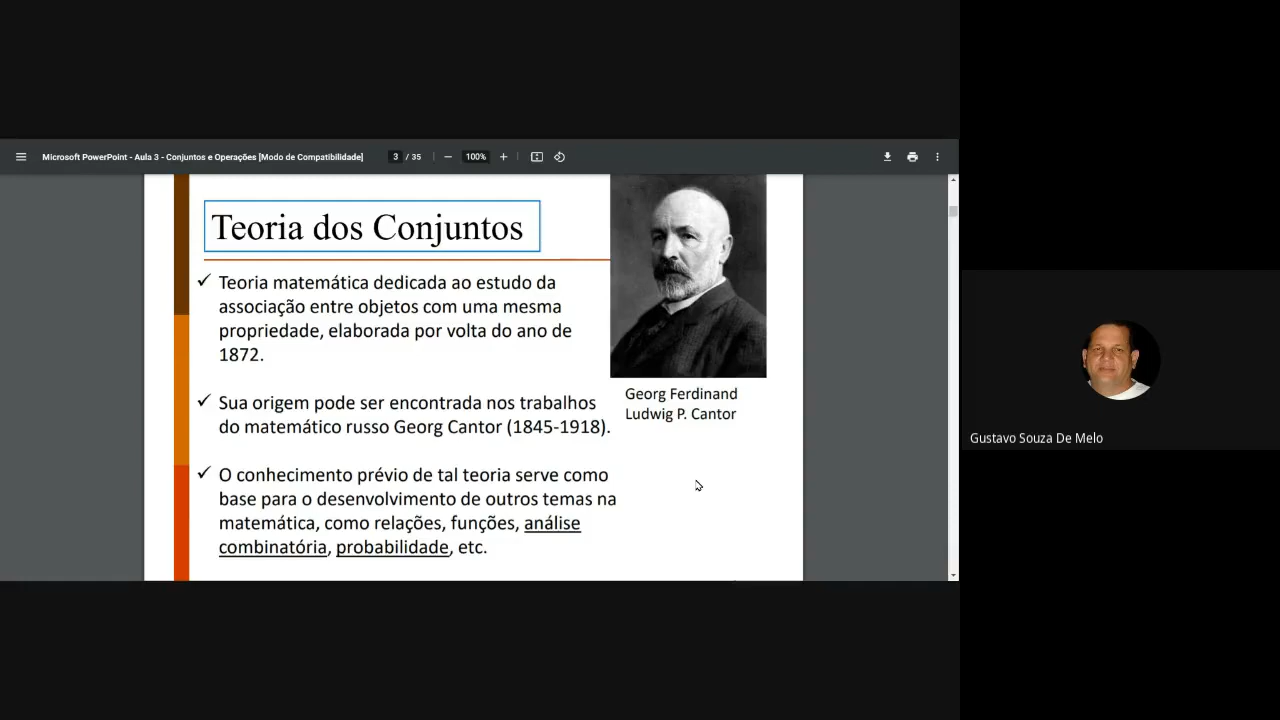 Microsoft PowerPoint - Aula 3 - Conjuntos e Operações [Modo de Compatibilidade]
3 / 35
100%
Teoria dos Conjuntos
Teoria matemática dedicada ao estudo da
associação entre objetos com uma mesma
propriedade, elaborada por volta do ano de
1872.
Georg Ferdinand
Ludwig P. Cantor
Sua origem pode ser encontrada nos trabalhos
do matemático russo Georg Cantor (1845-1918).
O conhecimento prévio de tal teoria serve como
base para o desenvolvimento de outros temas na
matemática, como relações, funções, análise
combinatória, probabilidade, etc.
Gustavo Souza De Melo